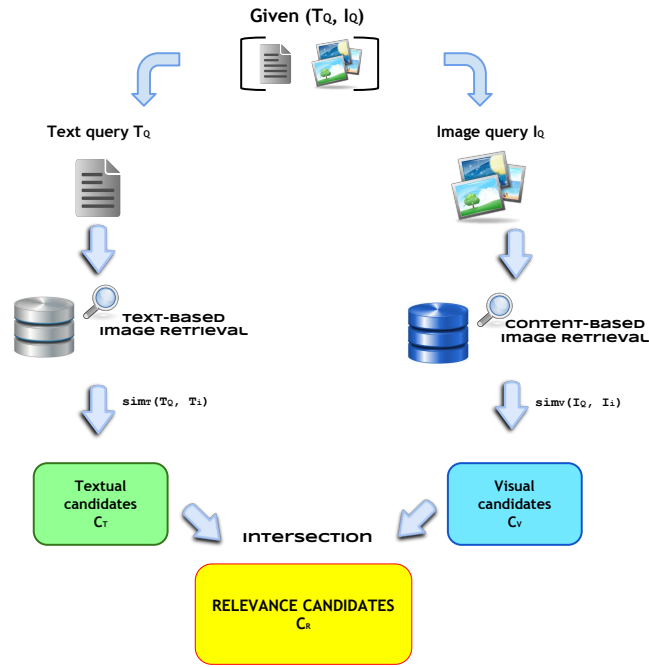 Given (TQ, IQ)
Text query TQ
Image query IQ
TEXT-BASED
IMAGE RETRIEVAL
CONTENT-BASED
IMAGE RETRIEVAL
simT(TQ, Ti)
simV(IQ, Ii)
Textual
candidates
CT
Visual
candidates
CV
INTERSECTION
RELEVANCE CANDIDATES
CR